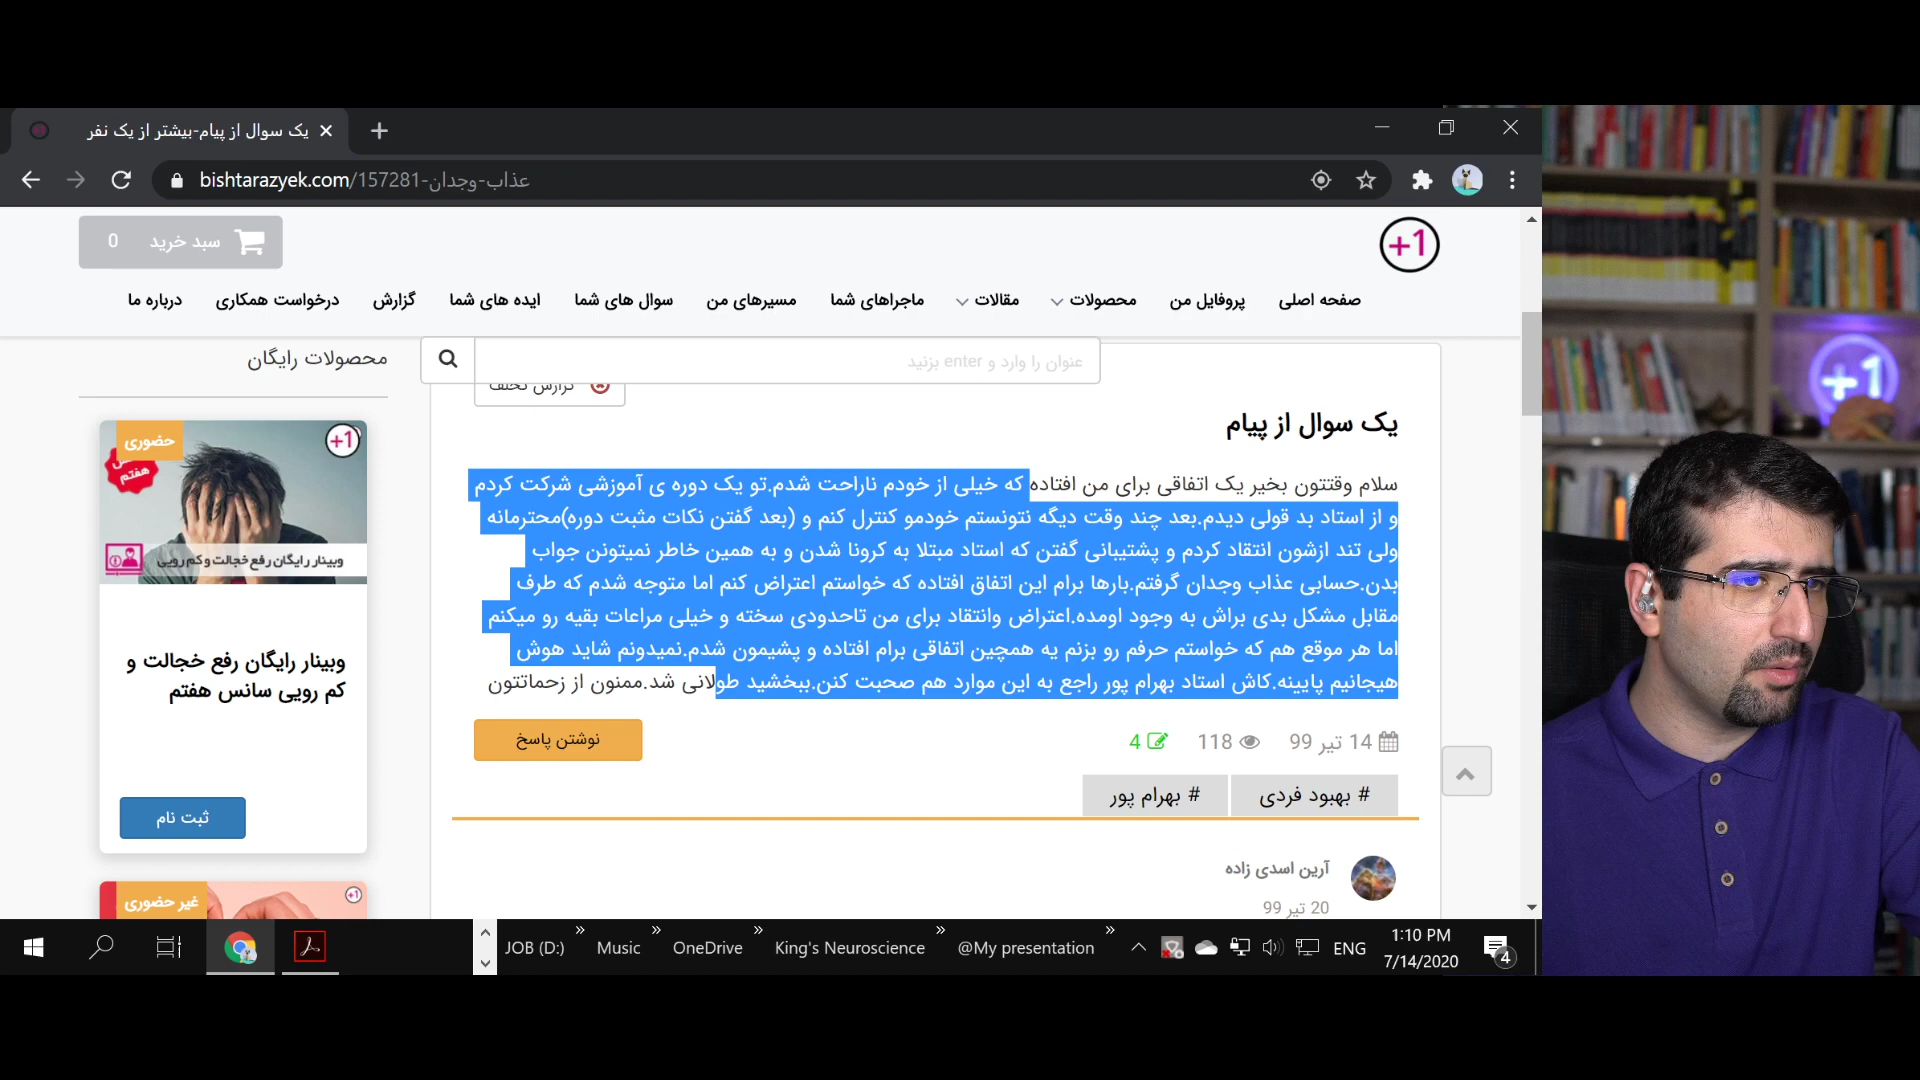 یک سوال از پیام-بیشتر از یک نفر
bishtarazyek.com/157281-عذاب-وجدان
سبد خرید 0
+1
صفحه اصلی پروفایل من محصولات مقالات ماجراهای شما مسیرهای من سوال های شما ایده های شما گزارش درخواست همکاری درباره ما
عنوان را وارد و enter بزنید
گزارش تخلف
یک سوال از پیام
سلام وقتتون بخیر یک اتفاقی برای من افتاده که خیلی از خودم ناراحت شدم.تو یک دوره ی آموزشی شرکت کردم
و از استاد بد قولی دیدم.بعد چند وقت دیگه نتونستم خودمو کنترل کنم و (بعد گفتن نکات مثبت دوره)محترمانه
ولی تند ازشون انتقاد کردم و پشتیبانی گفتن که استاد مبتلا به کرونا شدن و به همین خاطر نمیتونن جواب
بدن.حسابی عذاب وجدان گرفتم.بارها برام این اتفاق افتاده که خواستم اعتراض کنم اما متوجه شدم که طرف
مقابل مشکل بدی براش به وجود اومده.اعتراض وانتقاد برای من تاحدودی سخته و خیلی مراعات بقیه رو میکنم
اما هر موقع هم که خواستم حرفم رو بزنم یه همچین اتفاقی برام افتاده و پشیمون شدم.نمیدونم شاید هوش
هیجانیم پایینه.کاش استاد بهرام پور راجع به این موارد هم صحبت کنن.ببخشید طولانی شد.ممنون از زحماتتون
14 تیر 99 118 4
نوشتن پاسخ
# بهبود فردی # بهرام پور
آرین اسدی زاده
20 تیر 99
محصولات رایگان
حضوری
هفتم
+1
وبینار رایگان رفع خجالت و کم رویی
وبینار رایگان رفع خجالت و
کم رویی سانس هفتم
ثبت نام
غیر حضوری
+1
JOB (D:) Music OneDrive King's Neuroscience @My presentation ENG
1:10 PM
7/14/2020
4
+1